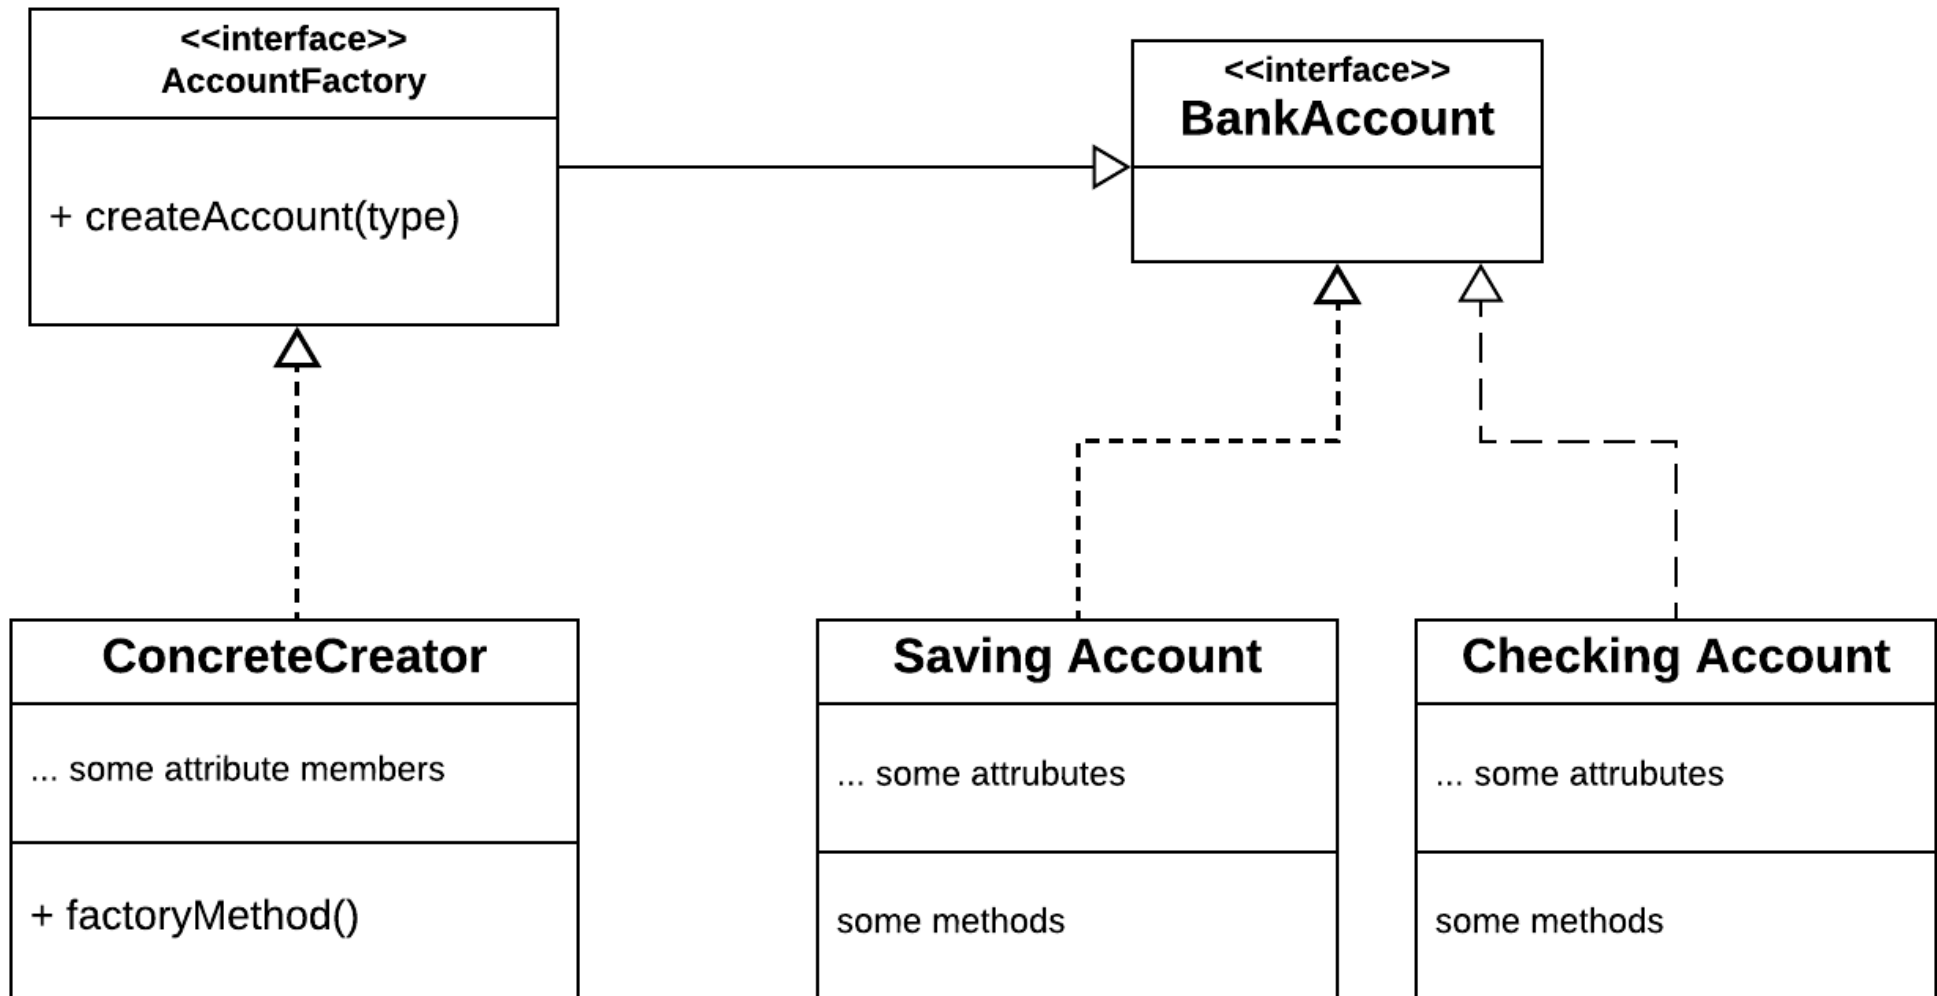 <<interface>>
AccountFactory
+ createAccount(type)
<<interface>>
BankAccount
ConcreteCreator
... some attribute members
+ factoryMethod()
Saving Account
... some attrubutes
some methods
Checking Account
... some attrubutes
some methods